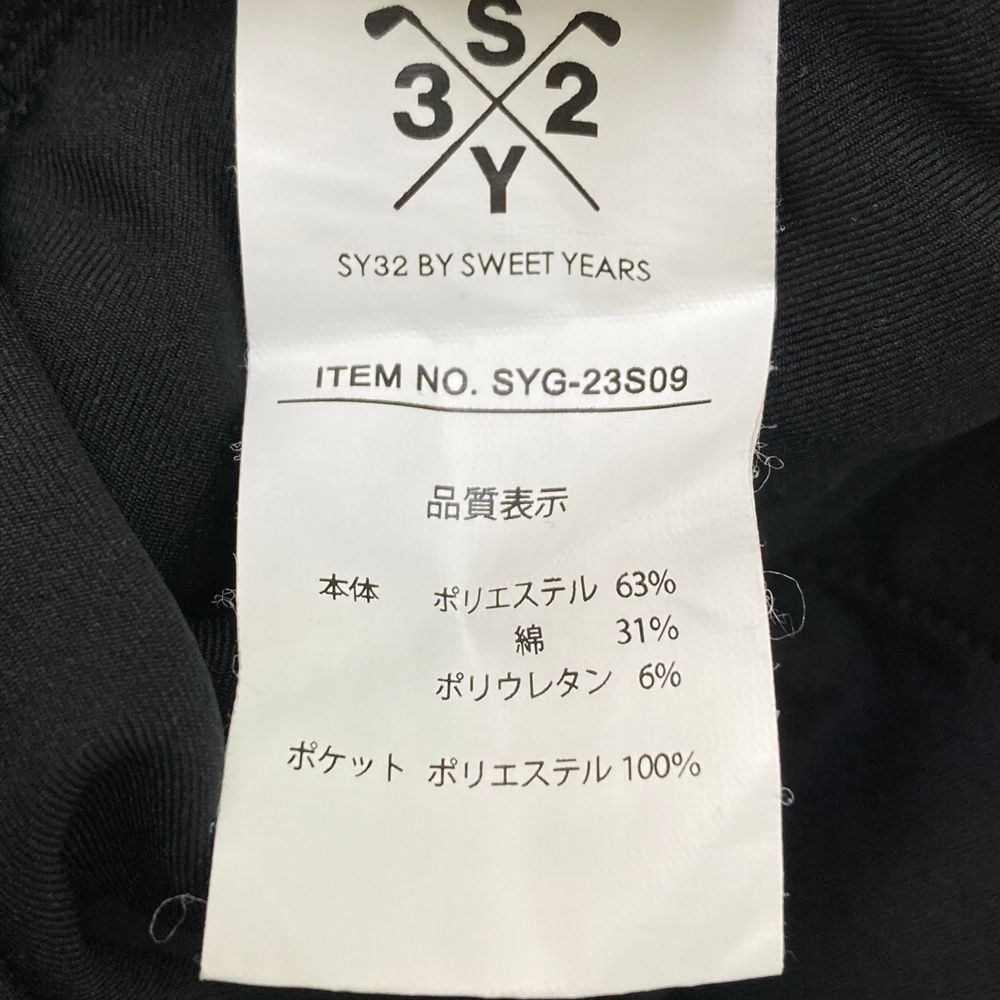 S
3 2
Y
SY32 BY SWEET YEARS
ITEM NO. SYG-23S09
品質表示
本体 ポリエステル 63%
綿 31%
ポリウレタン 6%
ポケット ポリエステル 100%